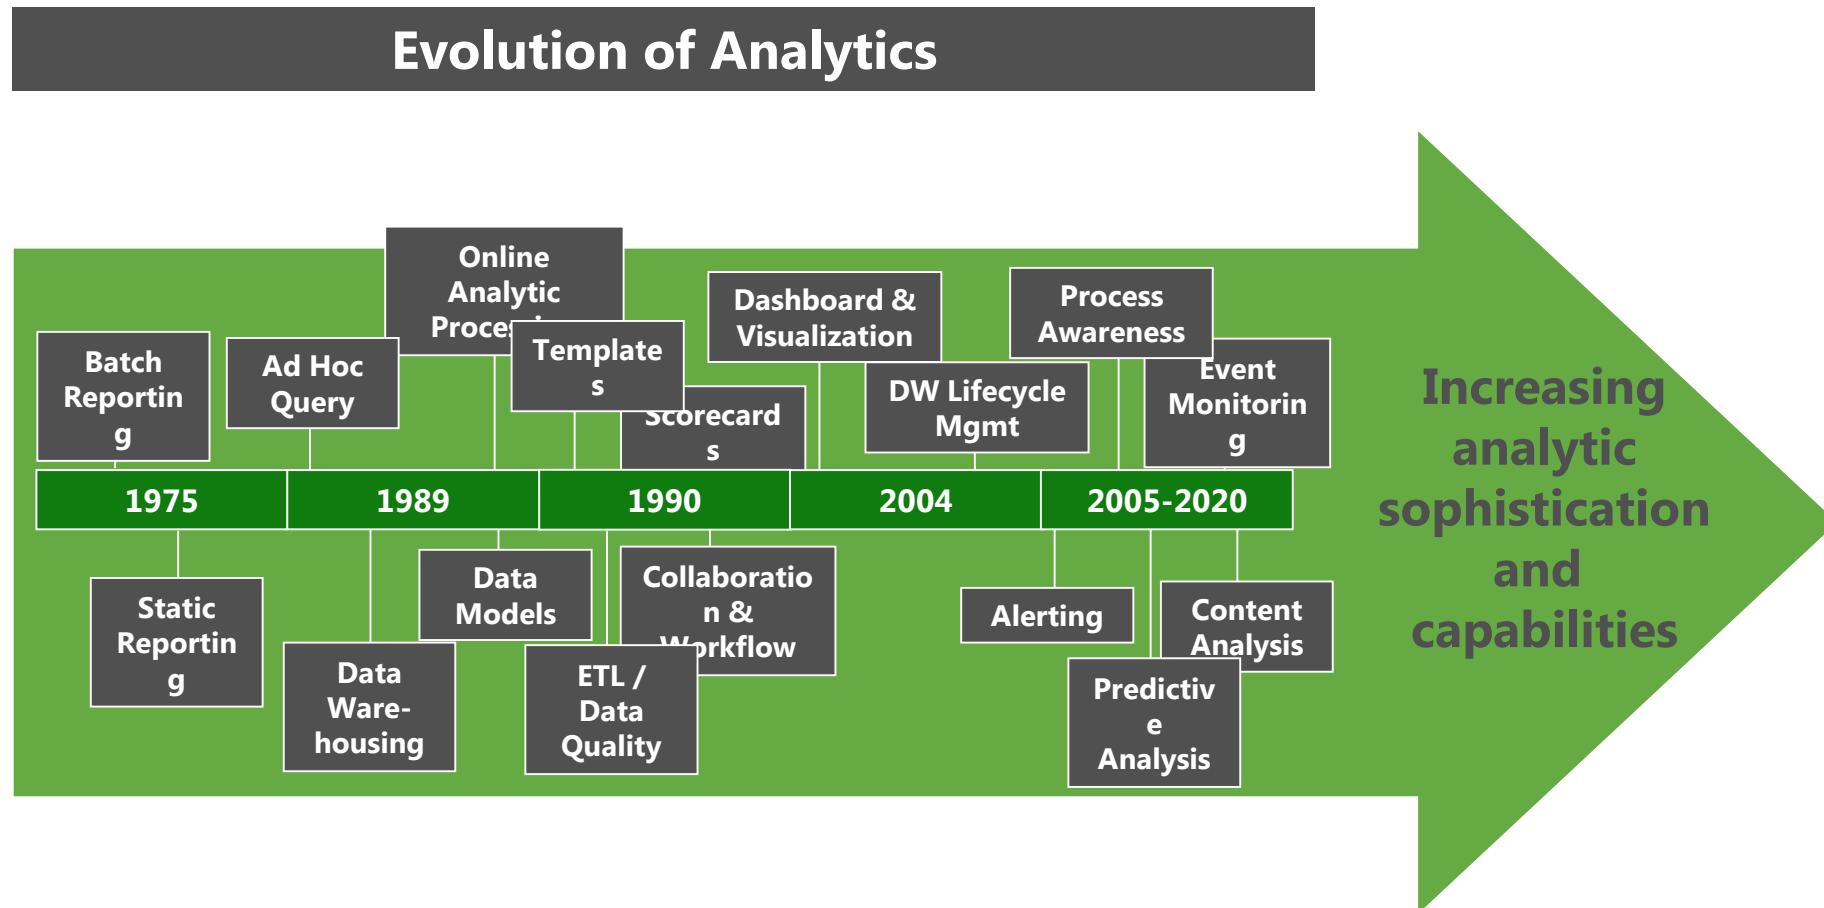 Evolution of Analytics
Batch
Reportin
g
Ad Hoc
Query
Online
Analytic
Template
s
Scorecard
s
Dashboard &
Visualization
DW Lifecycle
Mgmt
Process
Awareness
Event
Monitorin
g
1975
1989
1990
2004
2005-2020
Static
Reportin
g
Data
Ware-
housing
Data
Models
ETL /
Data
Quality
Collaboratio
n &
Workflow
Alerting
Predictiv
e
Analysis
Content
Analysis
Increasing
analytic
sophistication
and
capabilities